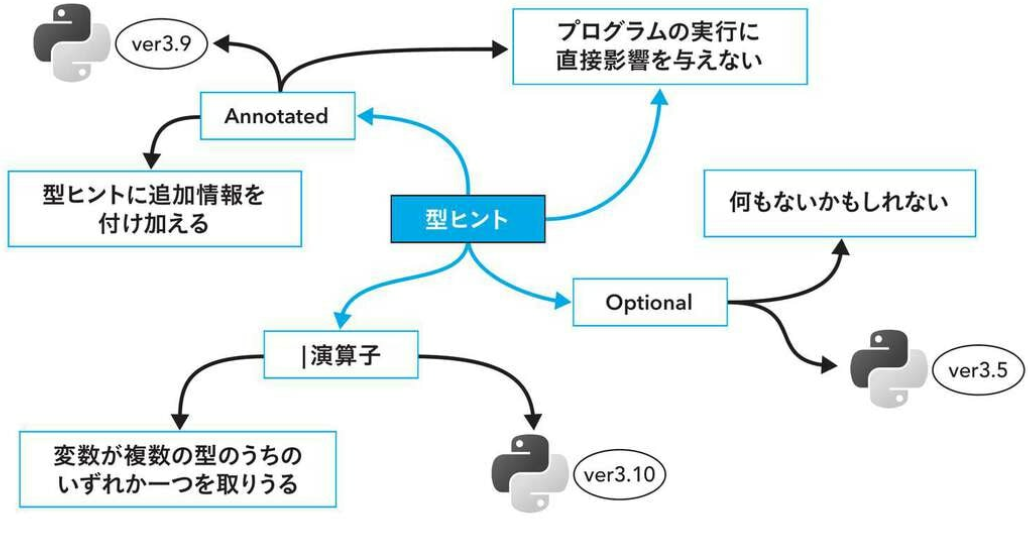 ver3.9
プログラムの実行に
直接影響を与えない
Annotated
型ヒントに追加情報を
付け加える
型ヒント
何もないかもしれない
Optional
|演算子
ver3.5
変数が複数の型のうちの
いずれか一つを取りうる
ver3.10